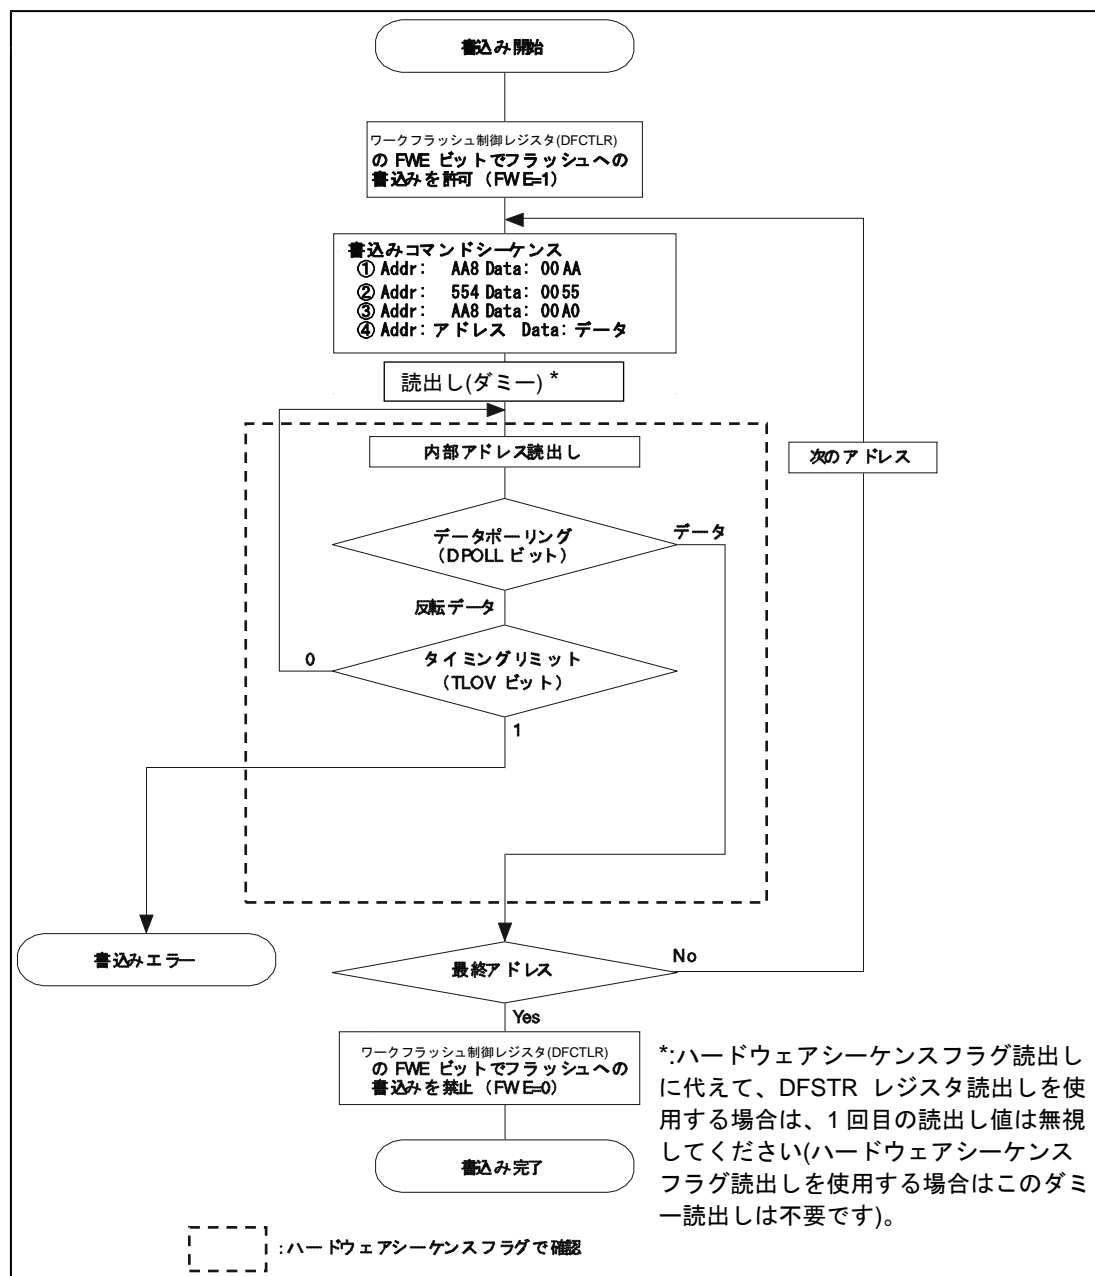 書込み開始
ワークフラッシュ制御レジスタ(DFCTLR)
の FWE ビットでフラッシュへの
書込みを許可 (FWE=1)
書込みコマンドシーケンス
① Addr: AA8 Data: 00AA
② Addr: 554 Data: 0055
③ Addr: AA8 Data: 00A0
④ Addr: アドレス Data: データ
読出し(ダミー) *
内部アドレス読出し
次のアドレス
データポーリング
(DPOLL ビット)
データ
反転データ
タイミングリミット
(TLOV ビット)
0
1
書込みエラー
最終アドレス
No
Yes
ワークフラッシュ制御レジスタ(DFCTLR)
の FWE ビットでフラッシュへの
書込みを禁止 (FWE=0)
書込み完了
*:ハードウェアシーケンスフラグ読出し
に代えて、DFSTR レジスタ読出しを使
用する場合は、1 回目の読出し値は無視
してください(ハードウェアシーケンス
フラグ読出しを使用する場合はこのダミ
ー読出しは不要です)。
:ハードウェアシーケンスフラグで確認